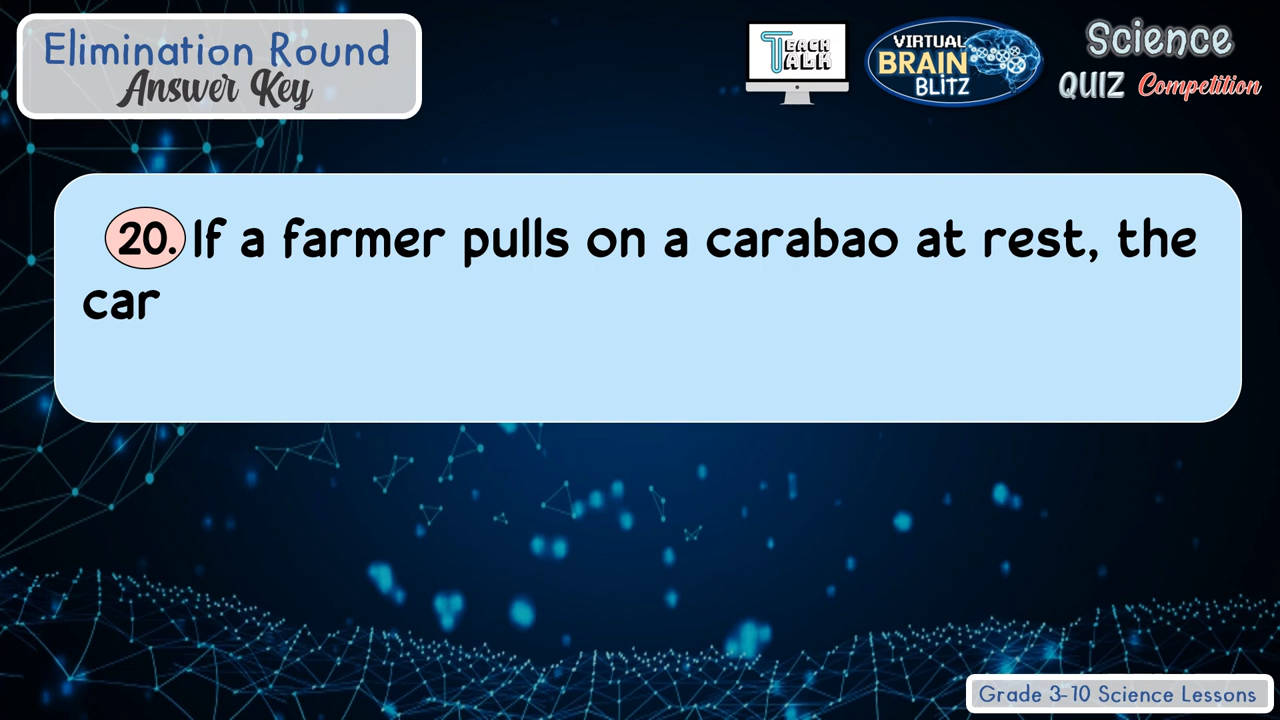 Elimination Round
Answer Key
TEACH
TALK
VIRTUAL
BRAIN
BLITZ
Science
QUIZ Competition
20. If a farmer pulls on a carabao at rest, the
car
Grade 3-10 Science Lessons